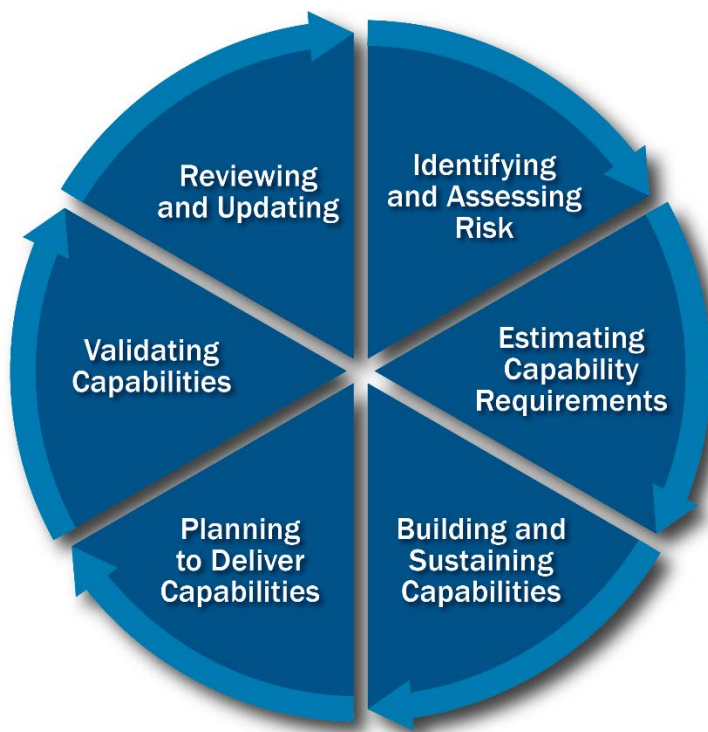 Identifying
and Assessing
Risk
Estimating
Capability
Requirements
Building and
Sustaining
Capabilities
Planning
to Deliver
Capabilities
Validating
Capabilities
Reviewing
and Updating